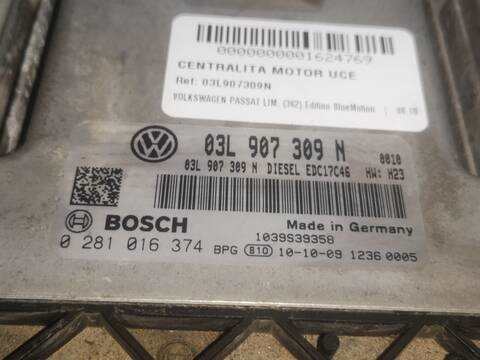 0000000001624769
CENTRALITA MOTOR UCE
Ref: 03L907309N
VOLKSWAGEN PASSAT LIM. (362) Edition BlueMotion
03L 907 309 N 0010
03L 907 309 N DIESEL EDC17C46 HW: H23
BOSCH Made in Germany
1039S39358
0 281 016 374 BPG B10 10-10-09 1236 0005